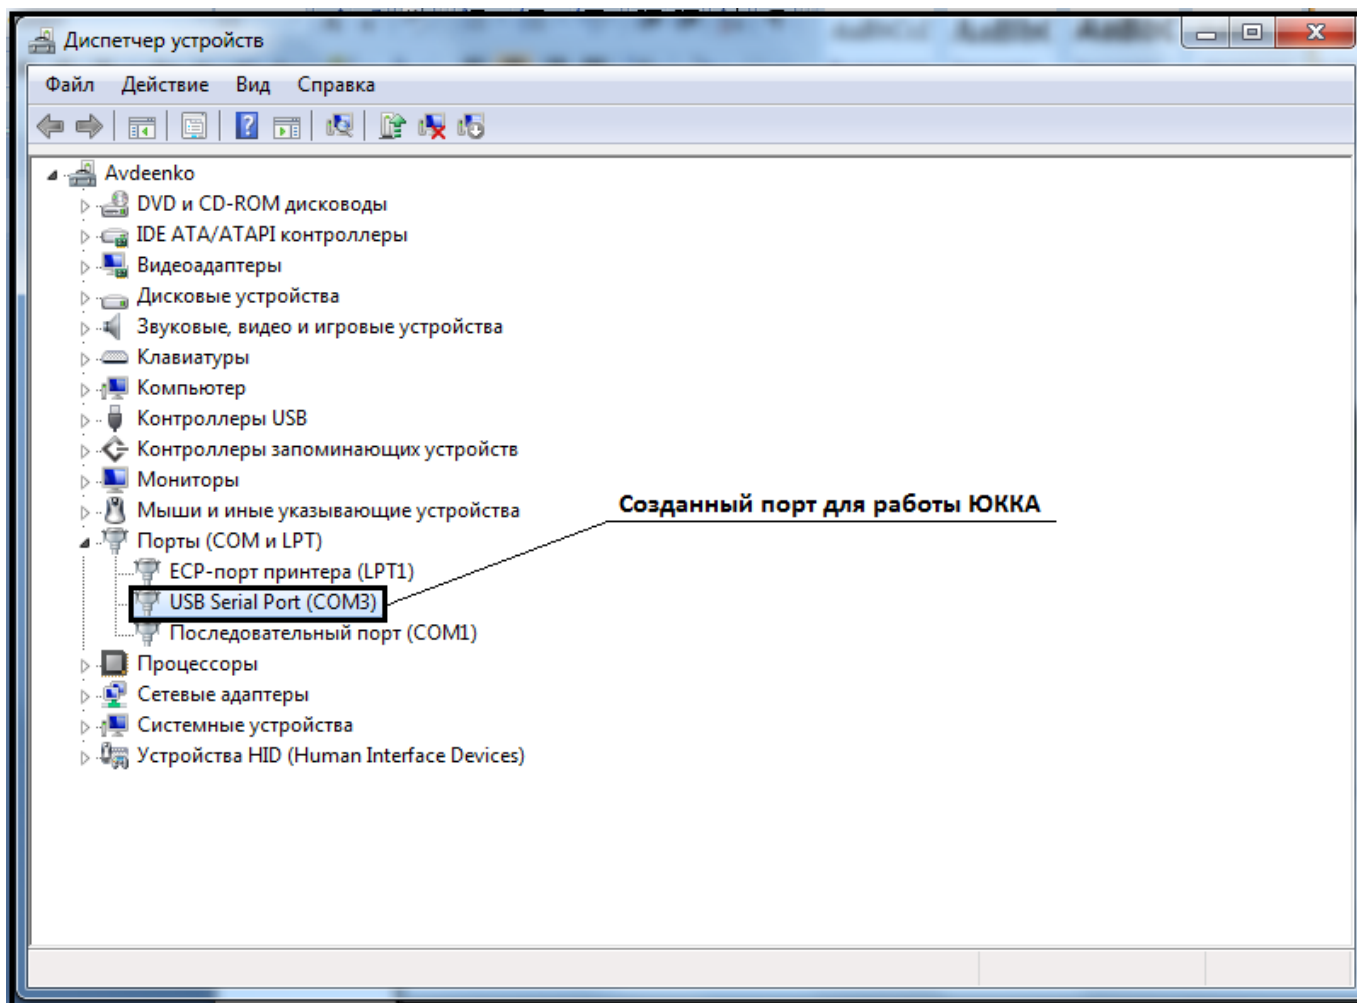 Диспетчер устройств
Файл Действие Вид Справка
Avdeenko
DVD и CD-ROM дисководы
IDE ATA/ATAPI контроллеры
Видеоадаптеры
Дисковые устройства
Звуковые, видео и игровые устройства
Клавиатуры
Компьютер
Контроллеры USB
Контроллеры запоминающих устройств
Мониторы
Мыши и иные указывающие устройства
Созданный порт для работы ЮККА
Порты (COM и LPT)
ECP-порт принтера (LPT1)
USB Serial Port (COM3)
Последовательный порт (COM1)
Процессоры
Сетевые адаптеры
Системные устройства
Устройства HID (Human Interface Devices)